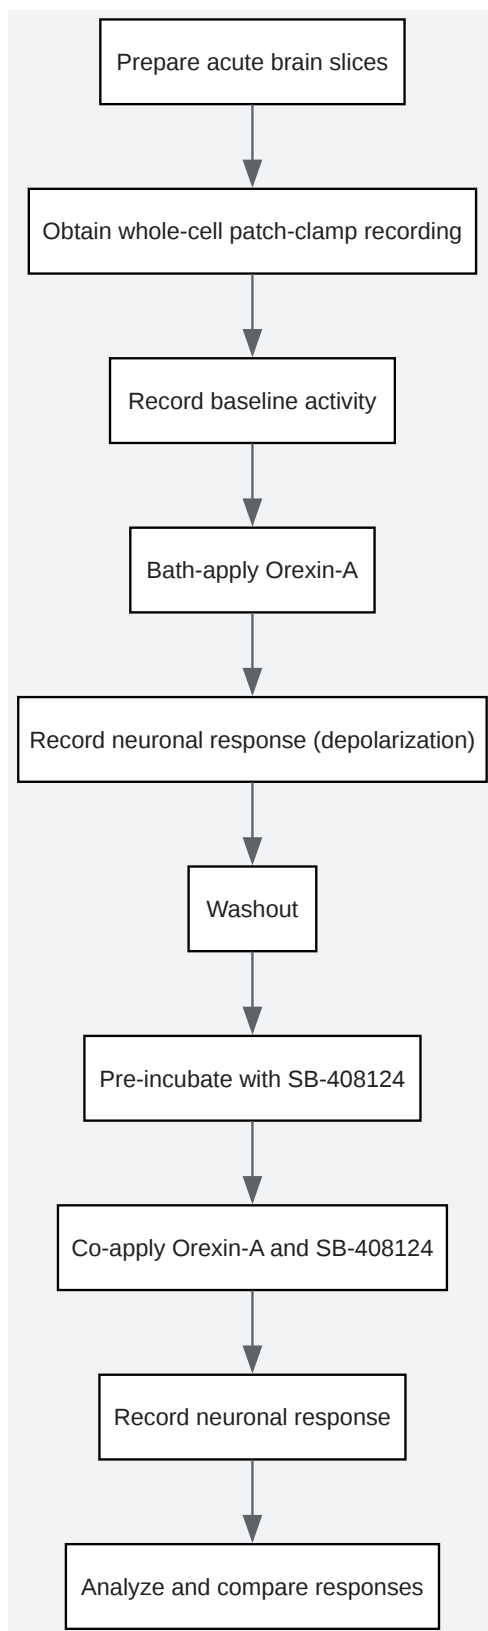 Prepare acute brain slices
Obtain whole-cell patch-clamp recording
Record baseline activity
Bath-apply Orexin-A
Record neuronal response (depolarization)
Washout
Pre-incubate with SB-408124
Co-apply Orexin-A and SB-408124
Record neuronal response
Analyze and compare responses